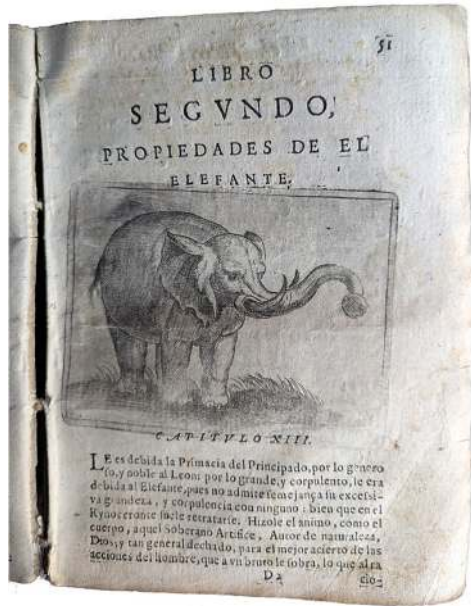 51
LIBRO
SEGVNDO,
PROPIEDADES DE EL
ELEFANTE.
CAPITVLO XIII.
LE es debida la Primacia del Principado, por lo genero
so, y noble al Leon; por lo grande, y corpulento, le era
debida al Elefante, pues no admite semejança su excessi-
va grandeza, y corpulencia con ninguno: bien que en el
Rynoceronte suele retratarse. Hizole el animo, como el
cuerpo, aquel Soberano Artifice, Autor de naturaleza,
Dios, y tan general dechado, para el mejor acierto de las
acciones del Hombre, que a vn bruto le sobra, lo que al ra
D2
cio-